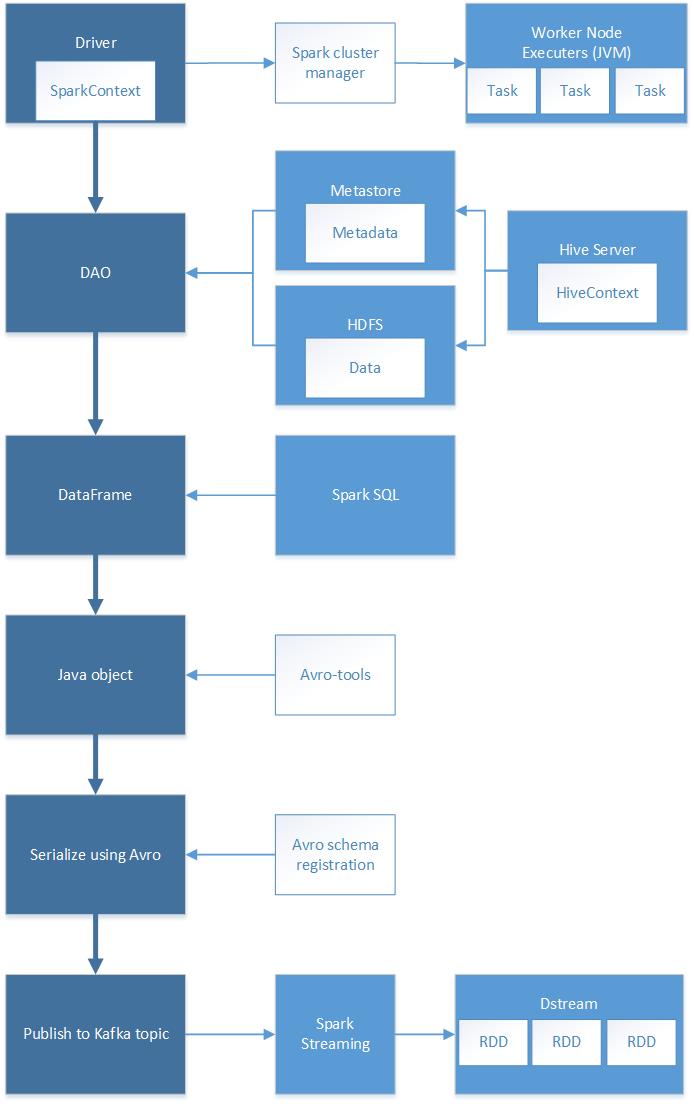 Driver
SparkContext
Spark cluster
manager
Worker Node
Executers (JVM)
Task
Task
Task
DAO
Metastore
Metadata
HDFS
Data
Hive Server
HiveContext
DataFrame
Spark SQL
Java object
Avro-tools
Serialize using Avro
Avro schema
registration
Publish to Kafka topic
Spark
Streaming
Dstream
RDD
RDD
RDD